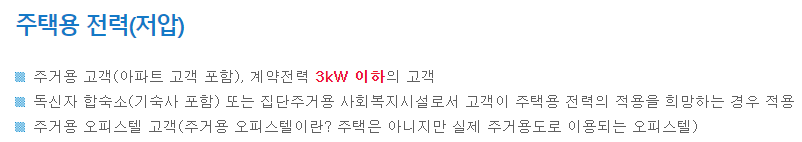 주택용 전력(저압)
주거용 고객(아파트 고객 포함), 계약전력 3kW 이하의 고객
독신자 합숙소(기숙사 포함) 또는 집단주거용 사회복지시설로서 고객이 주택용 전력의 적용을 희망하는 경우 적용
주거용 오피스텔 고객(주거용 오피스텔이란? 주택은 아니지만 실제 주거용도로 이용되는 오피스텔)